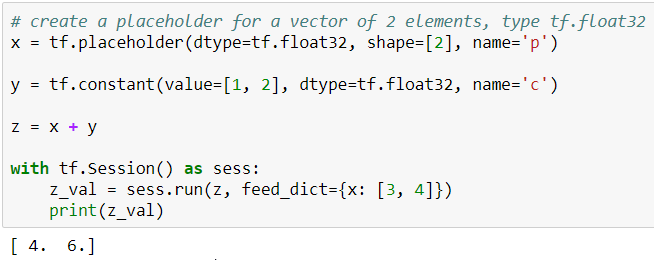 # create a placeholder for a vector of 2 elements, type tf.float32
x = tf.placeholder(dtype=tf.float32, shape=[2], name='p')
y = tf.constant(value=[1, 2], dtype=tf.float32, name='c')
z = x + y
with tf.Session() as sess:
    z_val = sess.run(z, feed_dict={x: [3, 4]})
    print(z_val)
[ 4.  6.]